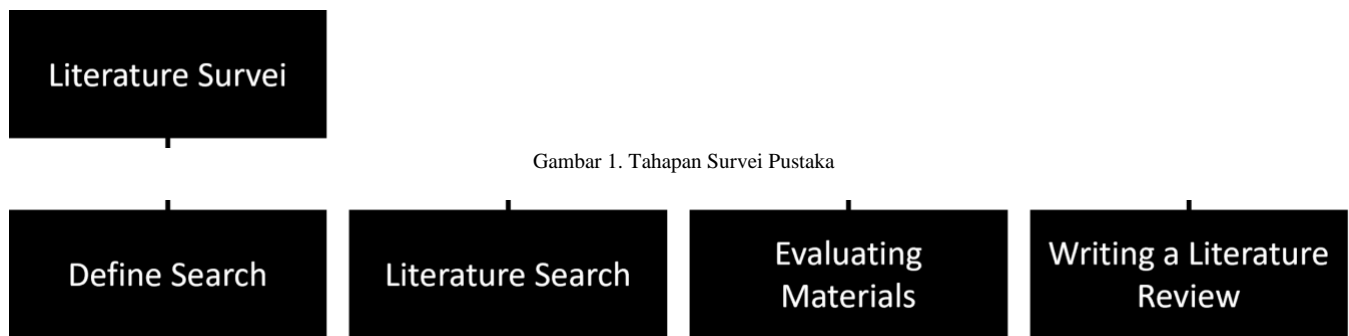 Literature Survei
Gambar 1. Tahapan Survei Pustaka
Define Search
Literature Search
Evaluating
Materials
Writing a Literature
Review